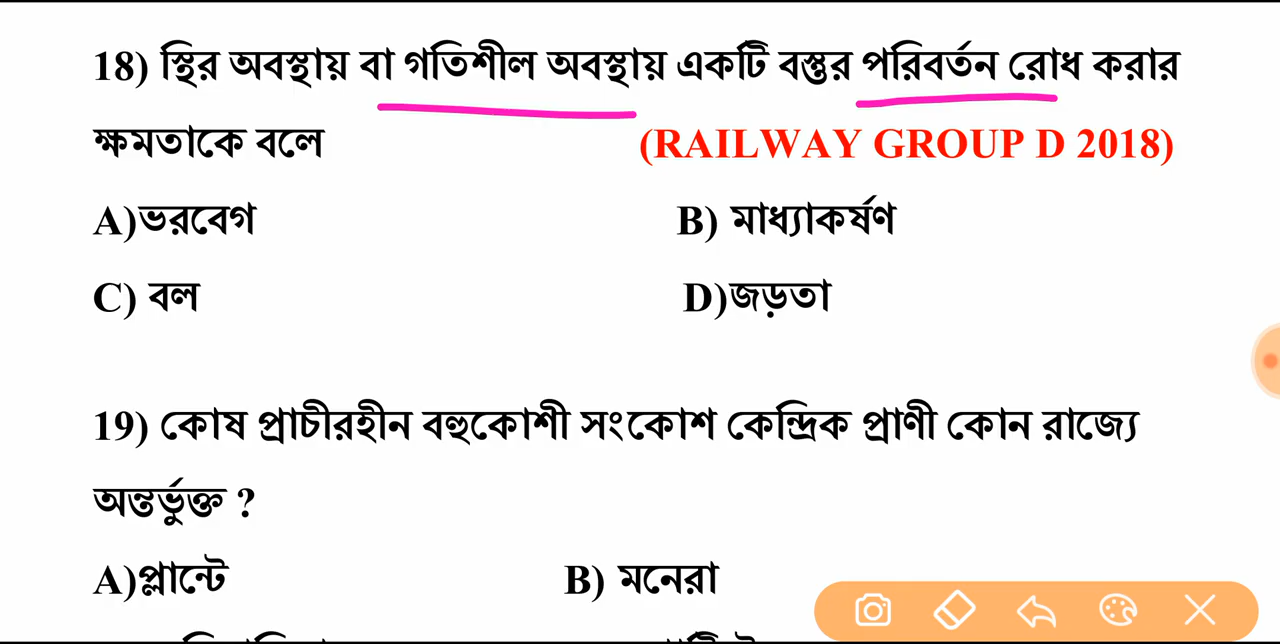 18) স্থির অবস্থায় বা গতিশীল অবস্থায় একটি বস্তুর পরিবর্তন রোধ করার
ক্ষমতাকে বলে (RAILWAY GROUP D 2018)
A)ভরবেগ B) মাধ্যাকর্ষণ
C) বল D)জড়তা
19) কোষ প্রাচীরহীন বহুকোশী সংকোশ কেন্দ্রিক প্রাণী কোন রাজ্যে
অন্তর্ভুক্ত ?
A)প্লান্টে B) মনেরা